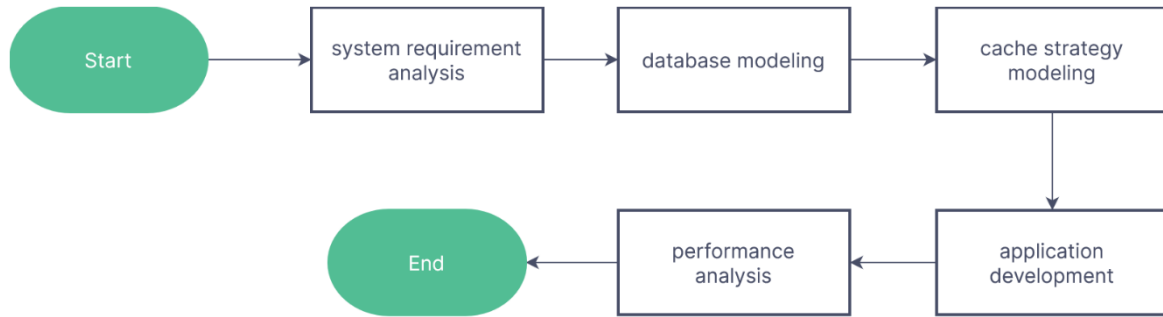 Start
system requirement
analysis
database modeling
cache strategy
modeling
application
development
performance
analysis
End